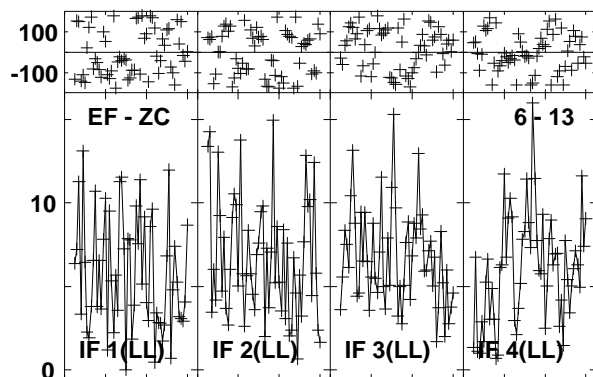 100
-100
EF - ZC
6 - 13
10
0
IF 1(LL)
IF 2(LL)
IF 3(LL)
IF 4(LL)